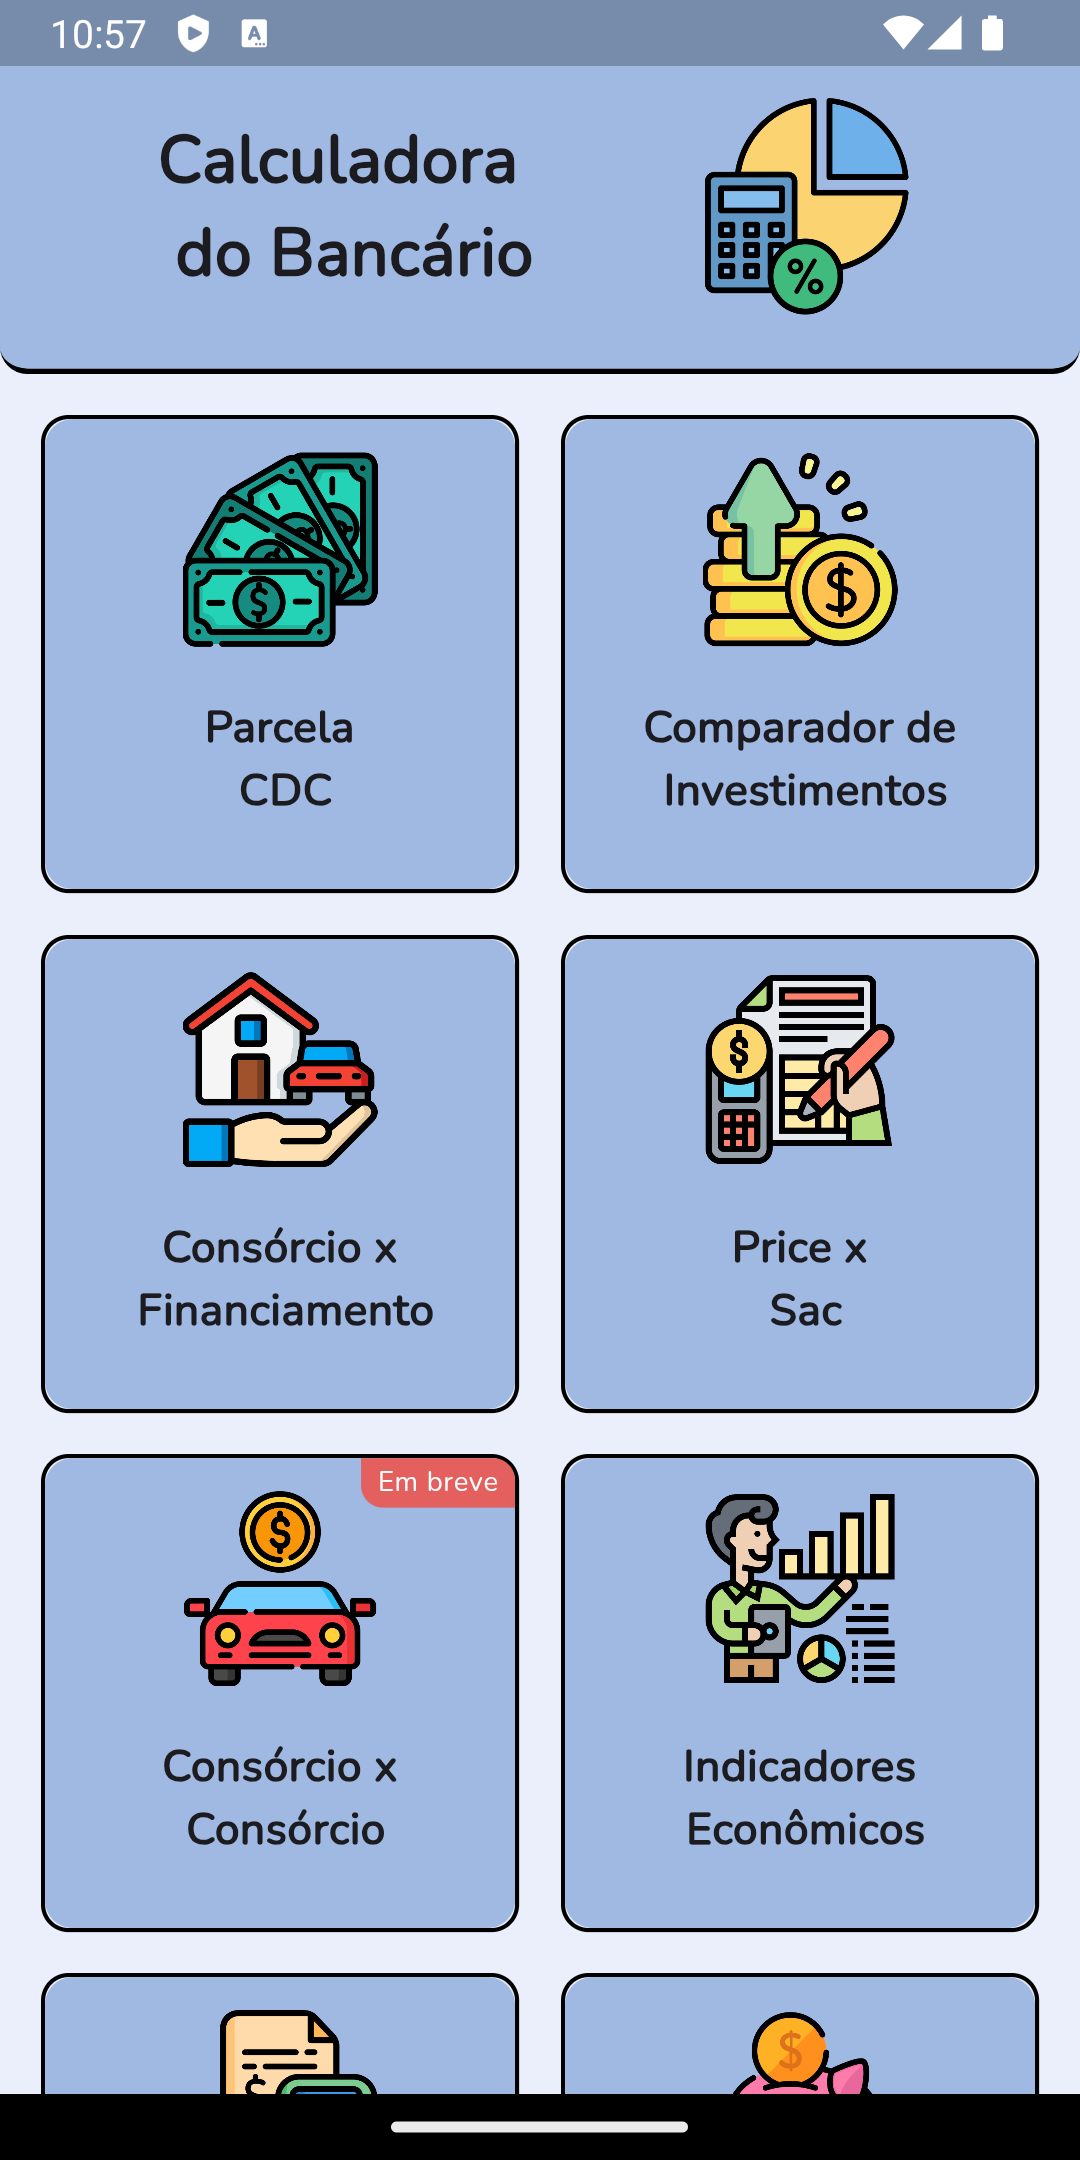 10:57
Calculadora
do Bancário
Parcela
CDC
Comparador de
Investimentos
Consórcio x
Financiamento
Price x
Sac
Em breve
Consórcio x
Consórcio
Indicadores
Econômicos